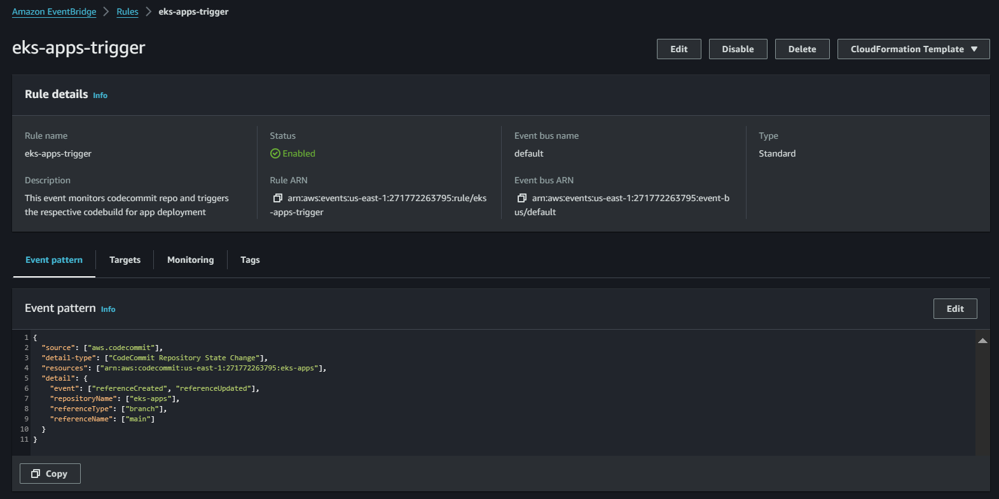 Amazon EventBridge > Rules > eks-apps-trigger
eks-apps-trigger
Edit Disable Delete CloudFormation Template ▼
Rule details Info
Rule name
eks-apps-trigger
Description
This event monitors codecommit repo and triggers
the respective codebuild for app deployment
Status
Enabled
Rule ARN
arn:aws:events:us-east-1:271772263795:rule/eks
-apps-trigger
Event bus name
default
Event bus ARN
arn:aws:events:us-east-1:271772263795:event-b
us/default
Type
Standard
Event pattern Targets Monitoring Tags
Event pattern Info
Edit
1 {
2 "source": ["aws.codecommit"],
3 "detail-type": ["CodeCommit Repository State Change"],
4 "resources": ["arn:aws:codecommit:us-east-1:271772263795:eks-apps"],
5 "detail": {
6 "event": ["referenceCreated", "referenceUpdated"],
7 "repositoryName": ["eks-apps"],
8 "referenceType": ["branch"],
9 "referenceName": ["main"]
10 }
11 }
Copy